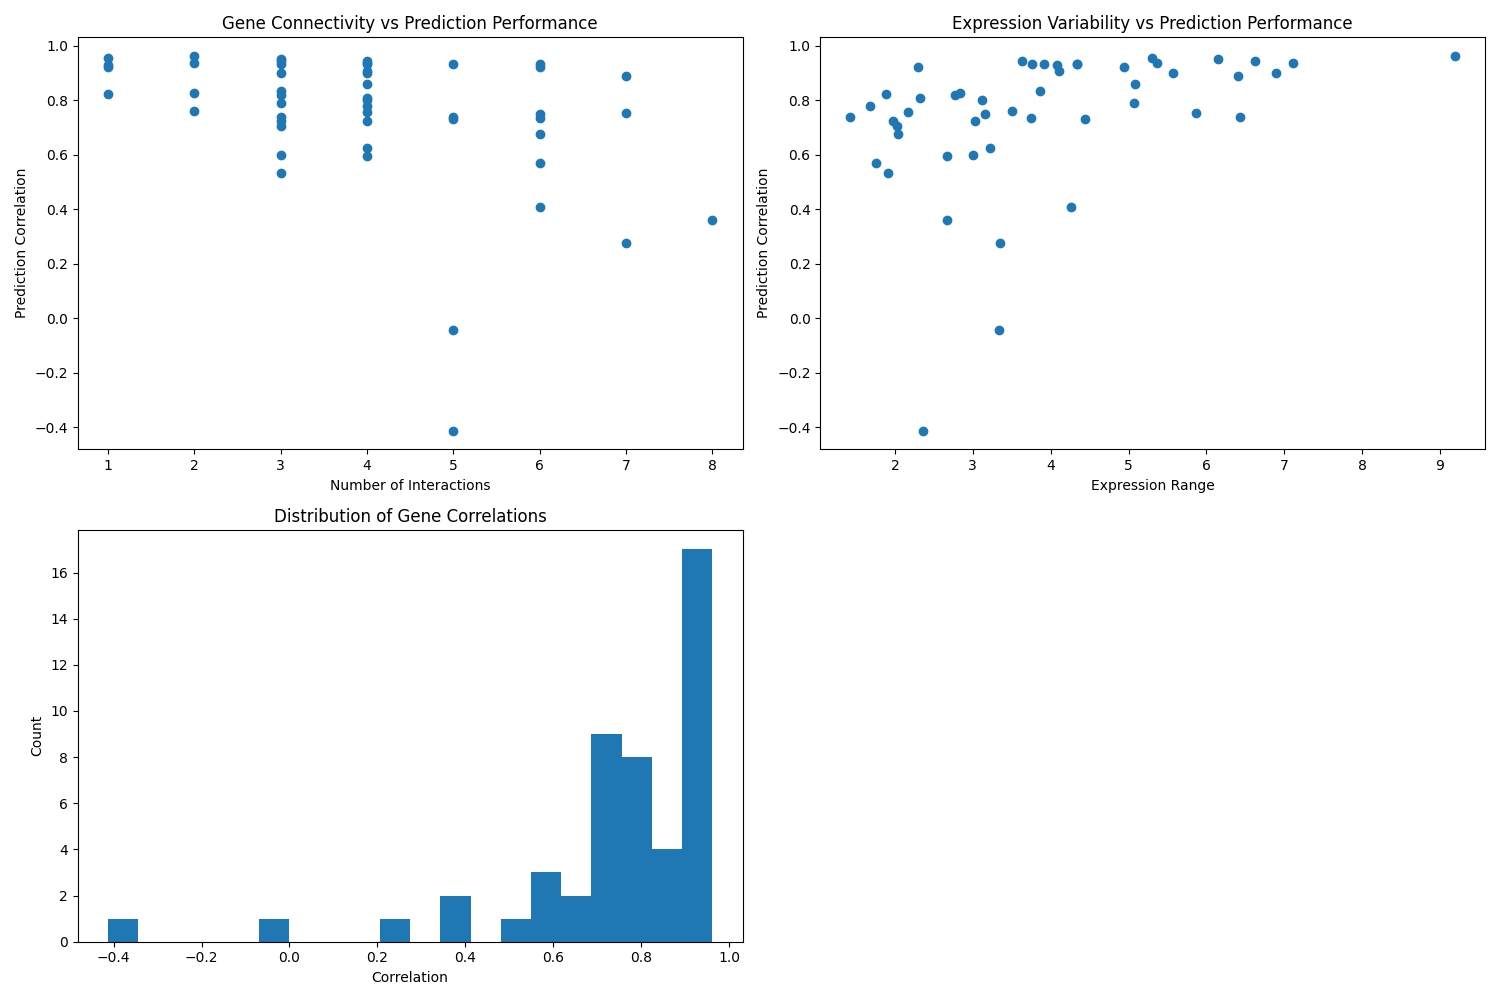 Gene Connectivity vs Prediction Performance
1.0
0.8
0.6
0.4
0.2
0.0
−0.2
−0.4
Prediction Correlation
1 2 3 4 5 6 7 8
Number of Interactions
Expression Variability vs Prediction Performance
1.0
0.8
0.6
0.4
0.2
0.0
−0.2
−0.4
Prediction Correlation
2 3 4 5 6 7 8 9
Expression Range
Distribution of Gene Correlations
16
14
12
10
8
6
4
2
0
Count
−0.4 −0.2 0.0 0.2 0.4 0.6 0.8 1.0
Correlation